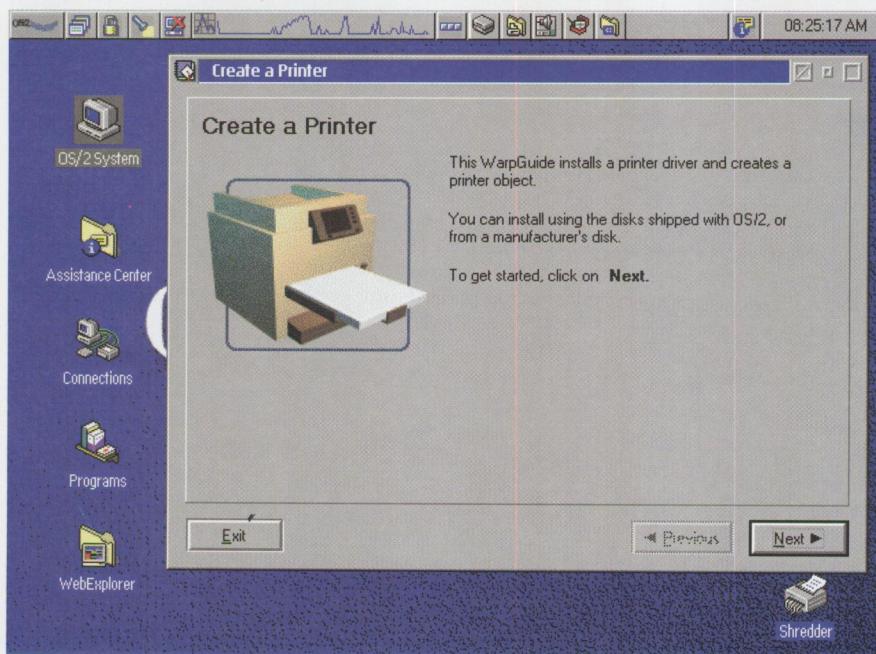 OS/2
08:25:17 AM
Create a Printer
OS/2 System
Create a Printer
This WarpGuide installs a printer driver and creates a
printer object.
You can install using the disks shipped with OS/2, or
from a manufacturer's disk.
To get started, click on Next.
Assistance Center
Connections
Programs
WebExplorer
Exit
Previous
Next
Shredder